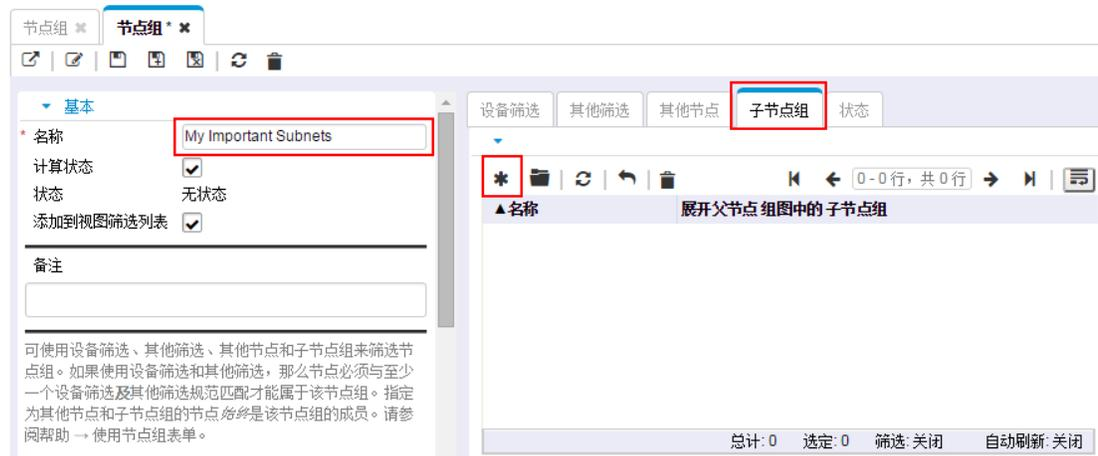 节点组
节点组 *
基本
* 名称
My Important Subnets
计算状态
状态
无状态
添加到视图筛选列表
备注
可使用设备筛选、其他筛选、其他节点和子节点组来筛选节
点组。如果使用设备筛选和其他筛选，那么节点必须与至少
一个设备筛选及其他筛选规范匹配才能属于该节点组。指定
为其他节点和子节点组的节点始终是该节点组的成员。请参
阅帮助 → 使用节点组表单。
设备筛选
其他筛选
其他节点
子节点组
状态
0 - 0 行，共 0 行
▲名称
展开父节点 组图中的 子节点组
总计: 0
选定: 0
筛选: 关闭
自动刷新: 关闭